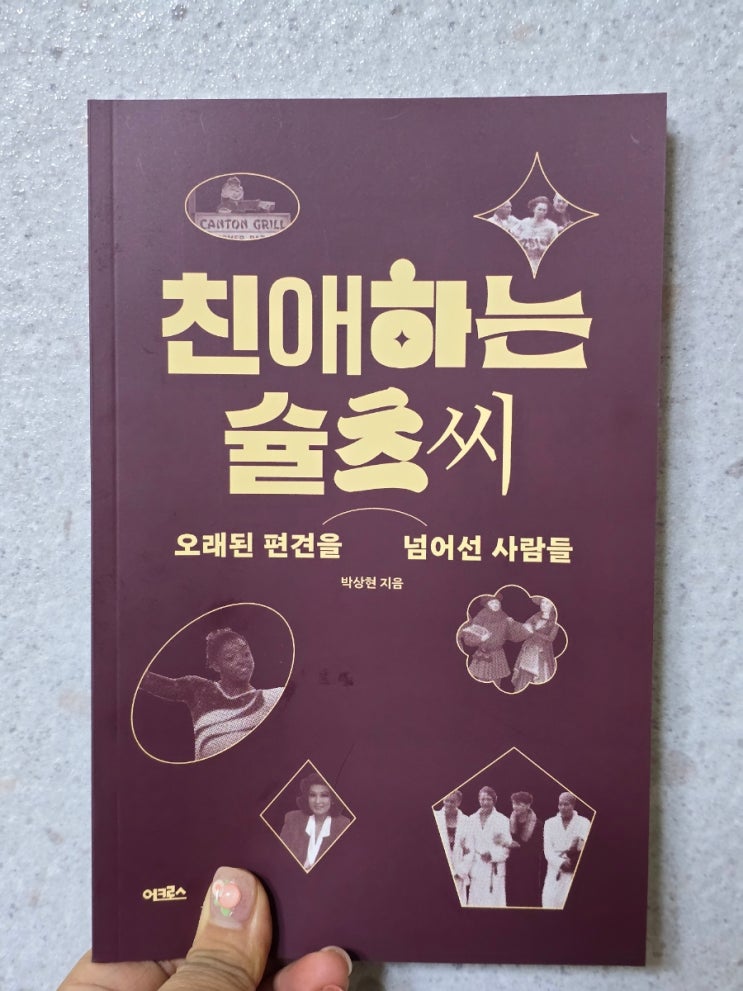 CANTON GRILL
친애하는
슐츠씨
오래된 편견을 넘어선 사람들
박상현 지음
어크로스